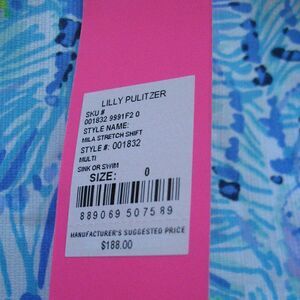 LILLY PULITZER
SKU #
001832 9991F2 0
STYLE NAME:
MILA STRETCH SHIFT
STYLE #: 001832
MULTI
SINK OR SWIM
SIZE: 0
889069 507589
MANUFACTURER'S SUGGESTED PRICE
$188.00